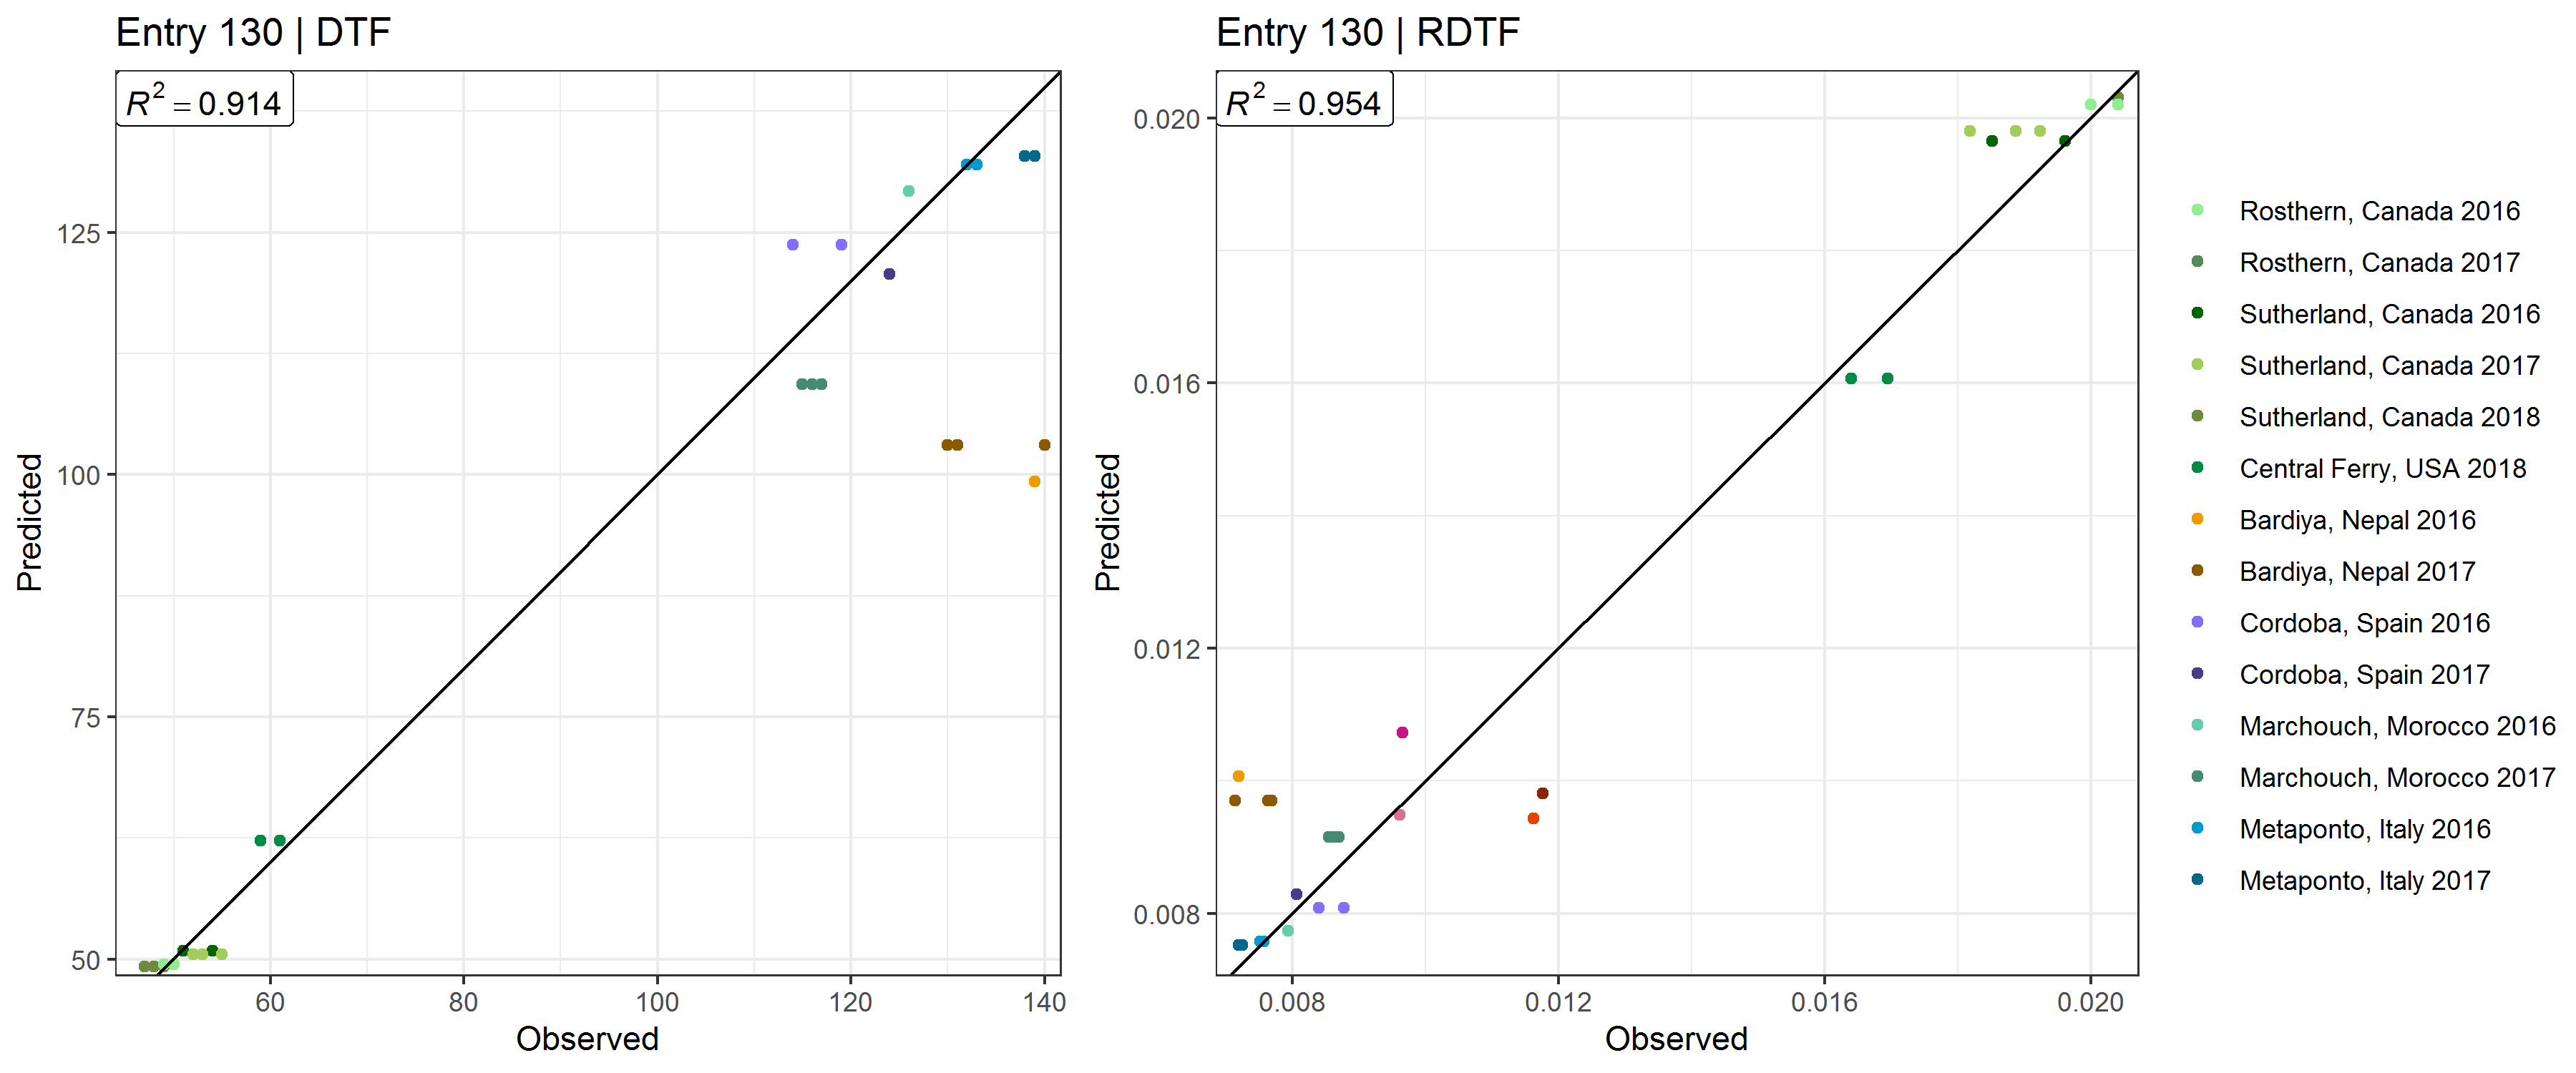 Entry 130 | DTF
R² = 0.914
125
100
75
50
Predicted
60 80 100 120 140
Observed
Entry 130 | RDTF
R² = 0.954
0.020
0.016
0.012
0.008
Predicted
0.008 0.012 0.016 0.020
Observed
Rosthern, Canada 2016
Rosthern, Canada 2017
Sutherland, Canada 2016
Sutherland, Canada 2017
Sutherland, Canada 2018
Central Ferry, USA 2018
Bardiya, Nepal 2016
Bardiya, Nepal 2017
Cordoba, Spain 2016
Cordoba, Spain 2017
Marchouch, Morocco 2016
Marchouch, Morocco 2017
Metaponto, Italy 2016
Metaponto, Italy 2017